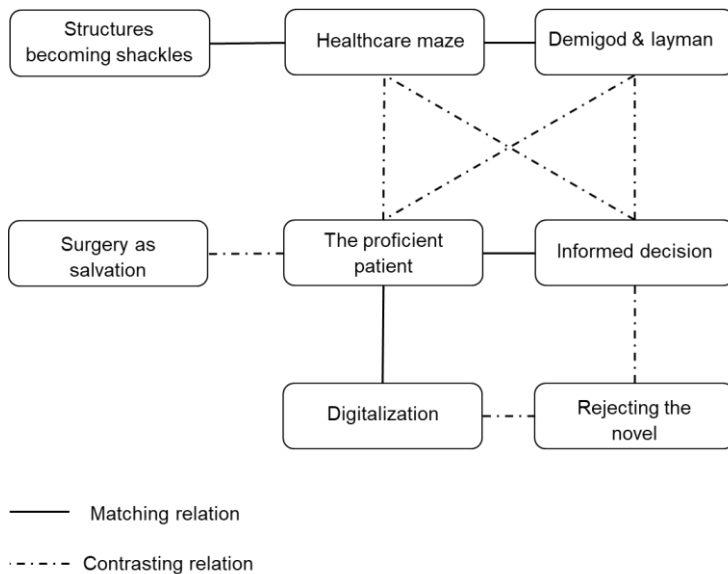 Structures
becoming shackles
Healthcare maze
Demigod & layman
Surgery as
salvation
The proficient
patient
Informed decision
Digitalization
Rejecting the
novel
Matching relation
Contrasting relation